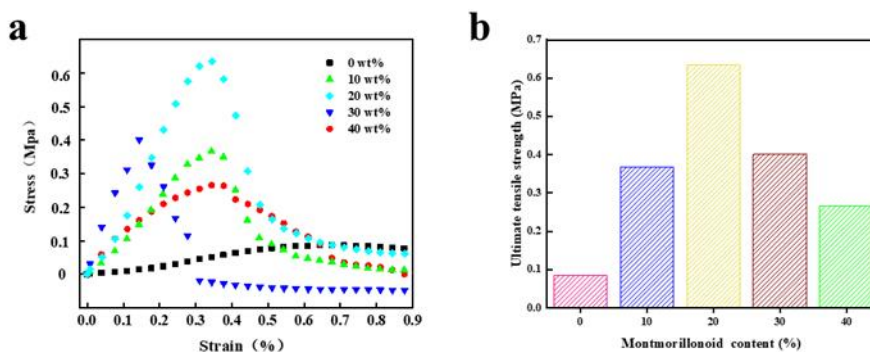 a
Stress（Mpa）
0.6
0.5
0.4
0.3
0.2
0.1
0
0 wt%
10 wt%
20 wt%
30 wt%
40 wt%
0.0 0.1 0.2 0.3 0.4 0.5 0.6 0.7 0.8 0.9
Strain（%）
b
Ultimate tensile strength (MPa)
0.7
0.6
0.5
0.4
0.3
0.2
0.1
0.0
0 10 20 30 40
Montmorillonoid content (%)